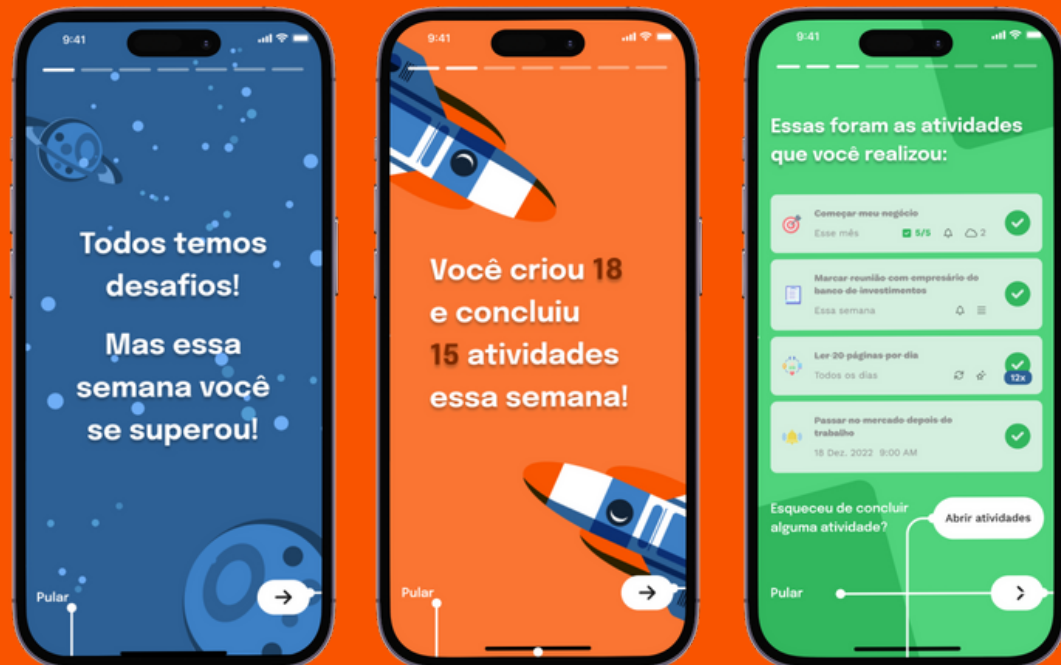 9:41
Todos temos
desafios!
Mas essa
semana você
se superou!
Pular
9:41
Você criou 18
e concluiu
15 atividades
essa semana!
Pular
9:41
Essas foram as atividades
que você realizou:
Começar meu negócio
Esse mês 5/5 2
Marcar reunião com empresário do
banco de investimentos
Essa semana
Ler 20 páginas por dia
Todos os dias
12x
Passar no mercado depois do
trabalho
18 Dez. 2022 9:00 AM
Esqueceu de concluir
alguma atividade?
Abrir atividades
Pular